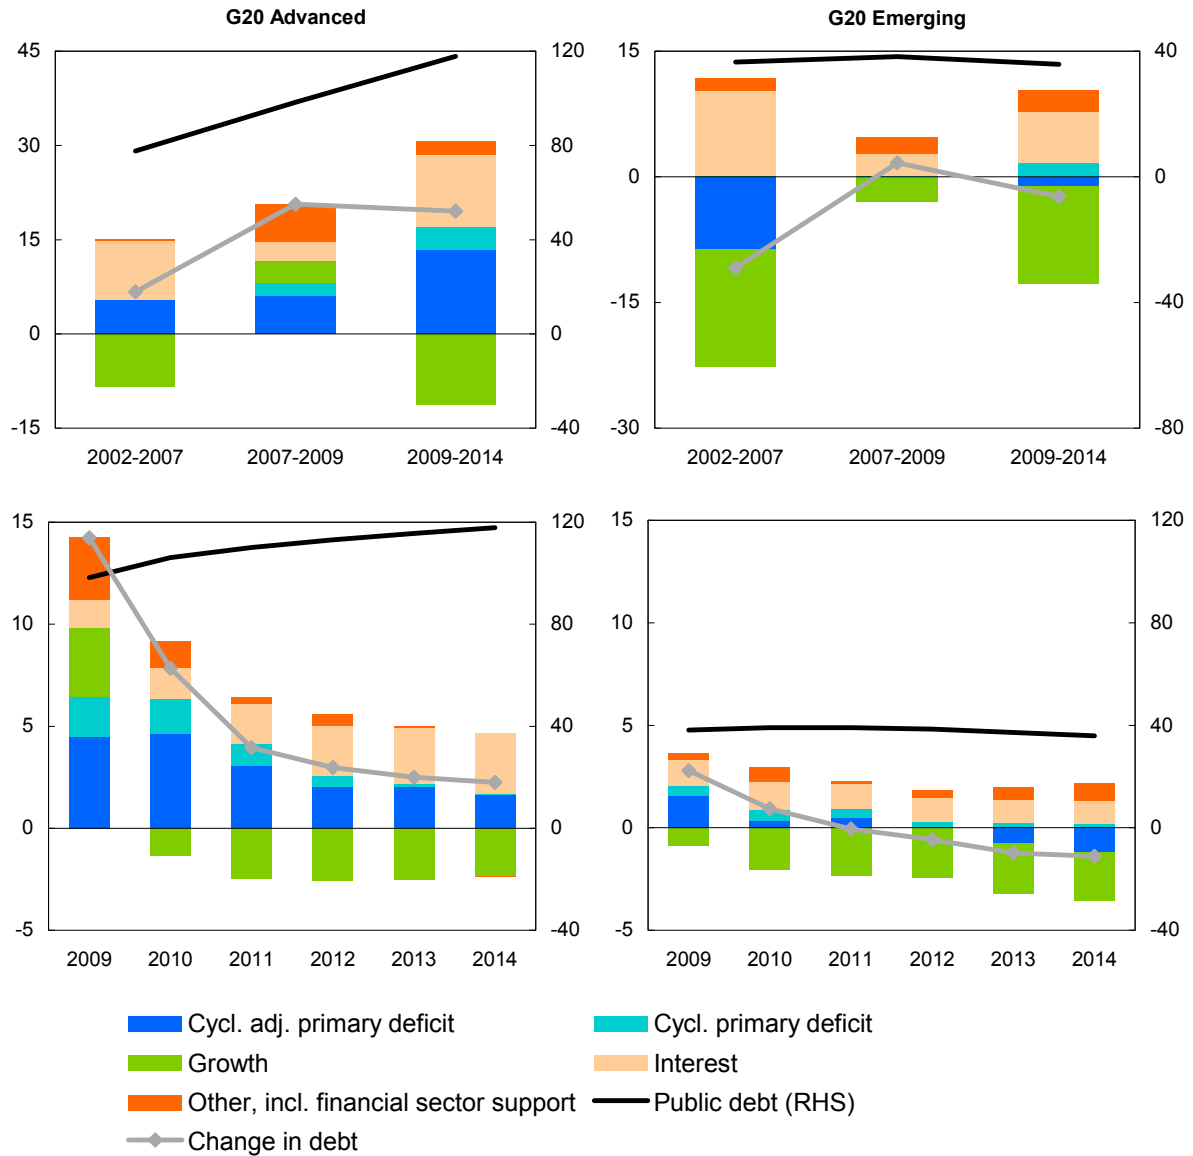 G20 Advanced
G20 Emerging
45
30
15
0
-15
120
80
40
0
-40
2002-2007 2007-2009 2009-2014
15
0
-15
-30
40
0
-40
-80
2002-2007 2007-2009 2009-2014
15
10
5
0
-5
120
80
40
0
-40
2009 2010 2011 2012 2013 2014
15
10
5
0
-5
120
80
40
0
-40
2009 2010 2011 2012 2013 2014
Cycl. adj. primary deficit
Cycl. primary deficit
Growth
Interest
Other, incl. financial sector support
Public debt (RHS)
Change in debt